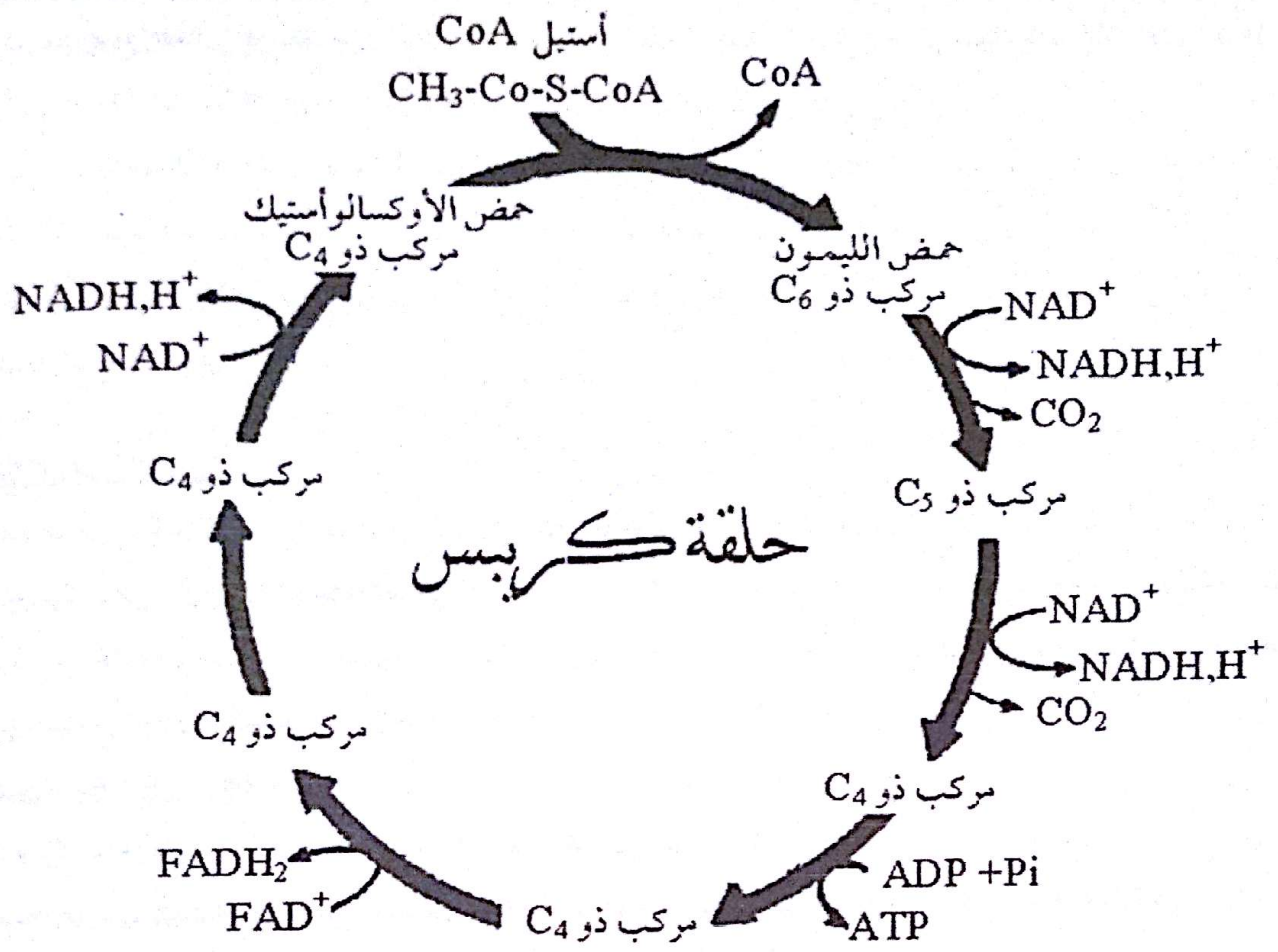 أستيل CoA
CH₃-Co-S-CoA
CoA
حمض الأوكسالوأستيك
مركب ذو C₄
حمض الليمون
مركب ذو C₆
NAD⁺
NADH,H⁺
CO₂
مركب ذو C₅
NAD⁺
NADH,H⁺
CO₂
مركب ذو C₄
ADP +Pi
ATP
مركب ذو C₄
FADH₂
FAD⁺
مركب ذو C₄
مركب ذو C₄
NADH,H⁺
NAD⁺
حلقة كريبس